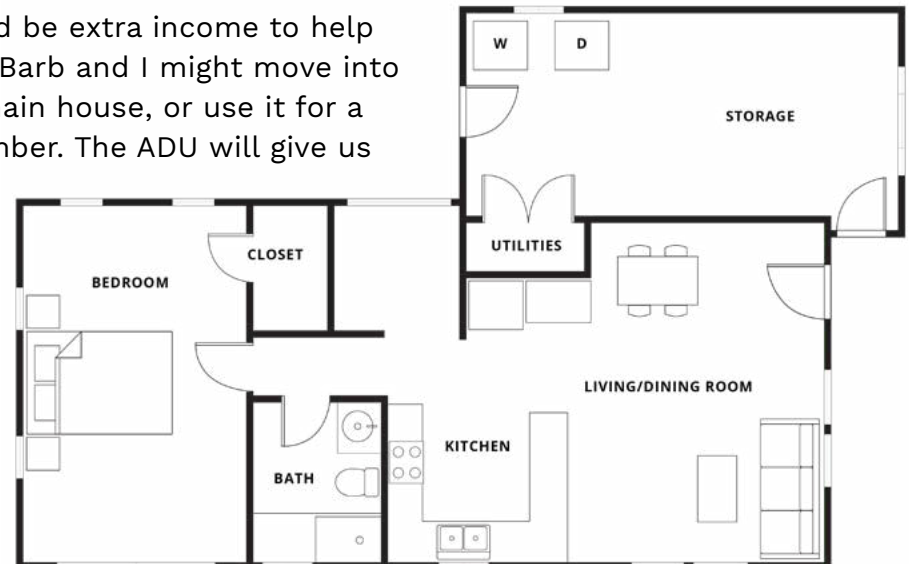 d be extra income to help
Barb and I might move into
ain house, or use it for a
nber. The ADU will give us
W
D
STORAGE
UTILITIES
CLOSET
BEDROOM
LIVING/DINING ROOM
KITCHEN
BATH